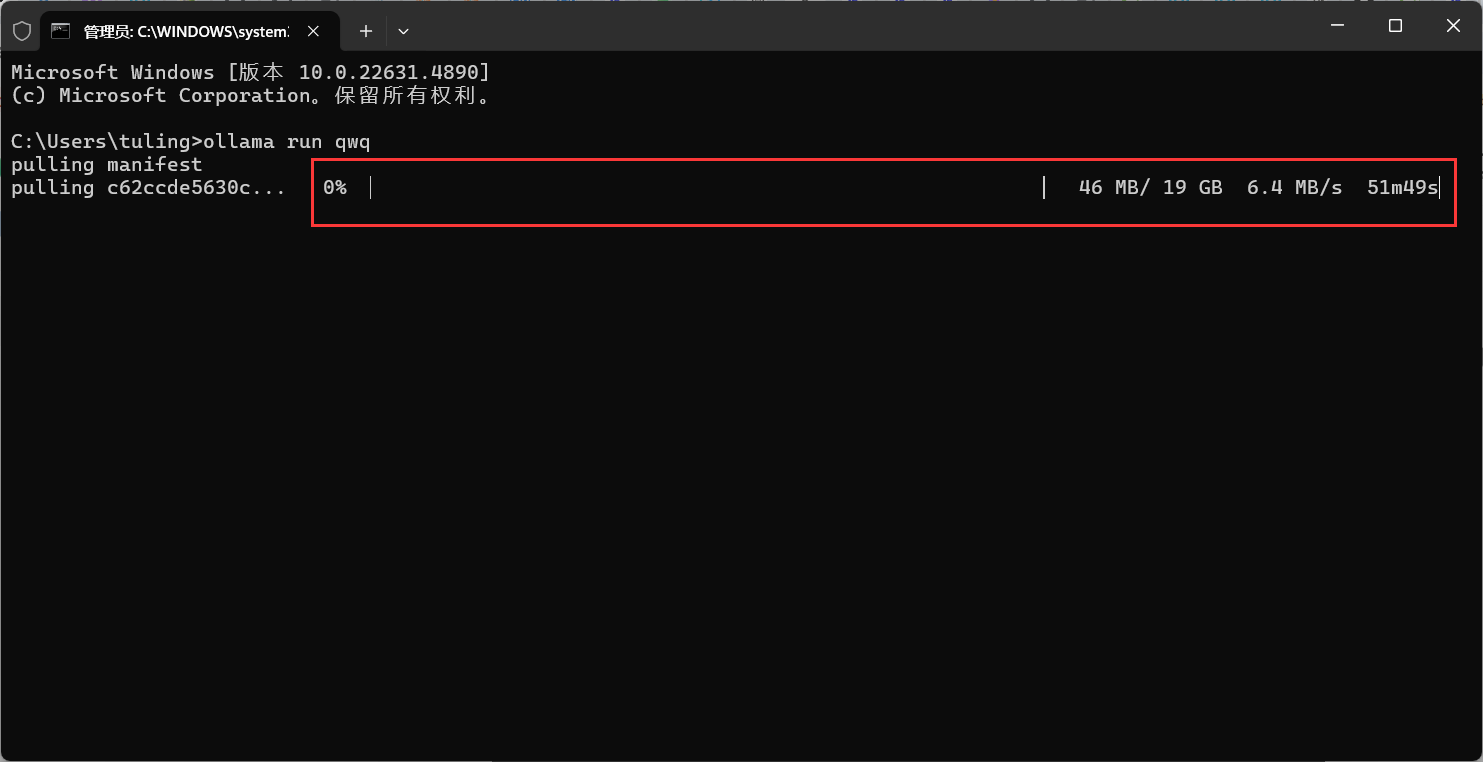 管理员: C:\WINDOWS\system
Microsoft Windows [版本 10.0.22631.4890]
(c) Microsoft Corporation。保留所有权利。
C:\Users\tuling>ollama run qwq
pulling manifest
pulling c62ccde5630c... 0% 46 MB/ 19 GB 6.4 MB/s 51m49s